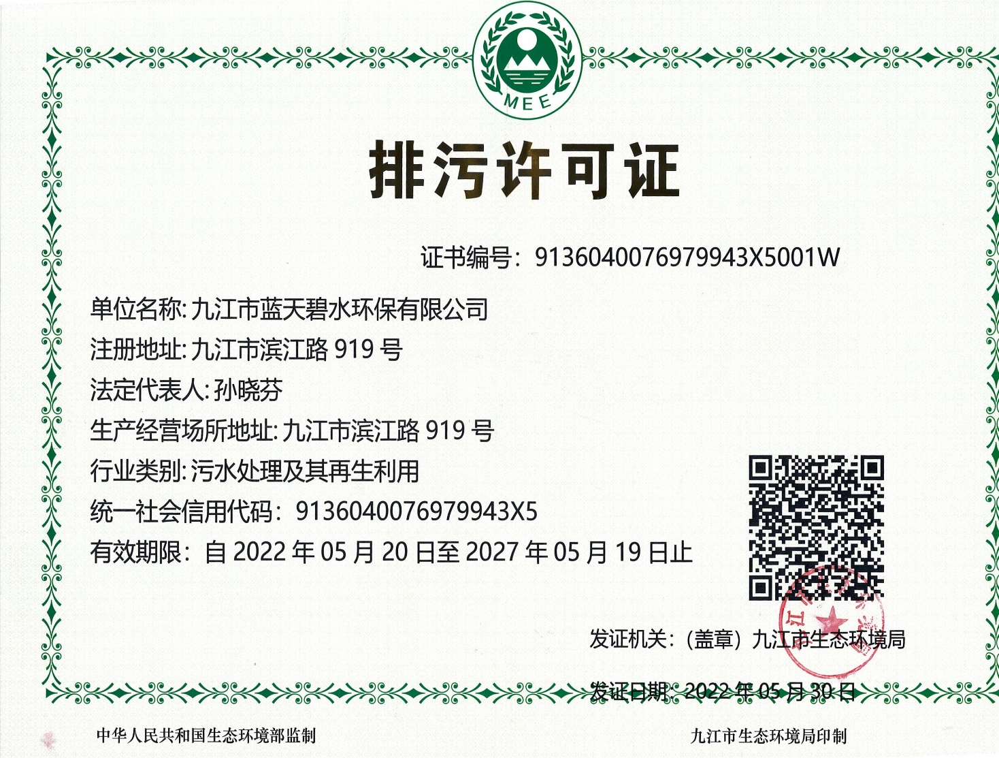 MEE
排污许可证
证书编号：9136040076979943X5001W
单位名称:九江市蓝天碧水环保有限公司
注册地址:九江市滨江路 919 号
法定代表人:孙晓芬
生产经营场所地址:九江市滨江路 919 号
行业类别:污水处理及其再生利用
统一社会信用代码：9136040076979943X5
有效期限：自 2022 年 05 月 20 日至 2027 年 05 月 19 日止
发证机关：（盖章）九江市生态环境局
发证日期：2022 年 05 月 30 日
中华人民共和国生态环境部监制
九江市生态环境局印制